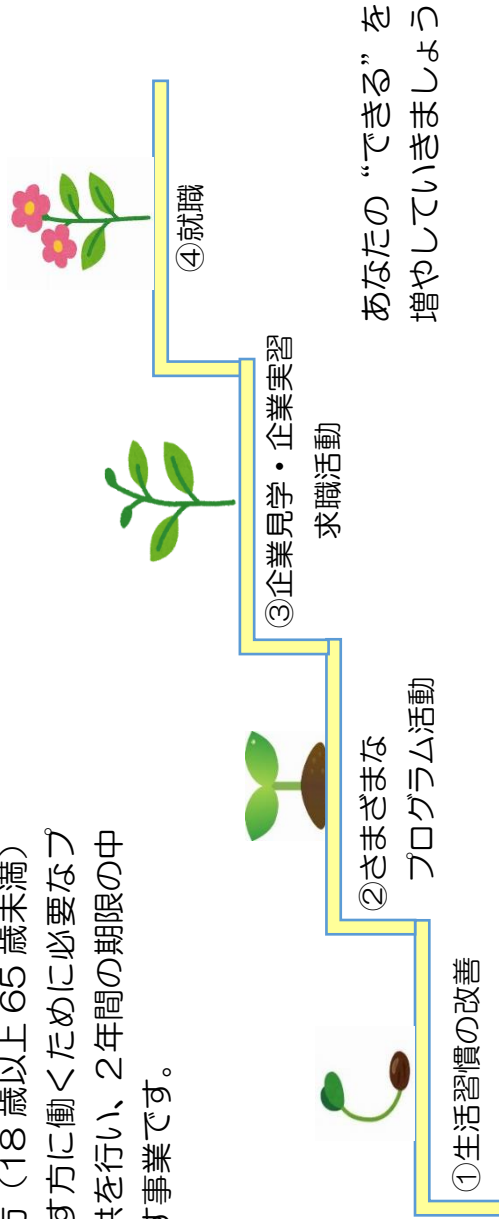 （18 歳以上 65 歳未満）
す方に働くために必要なプ
供を行い、２年間の期限の中
す事業です。
①生活習慣の改善
②さまざまな
プログラム活動
③企業見学・企業実習
求職活動
④就職
あなたの“できる”を
増やしていきましょう